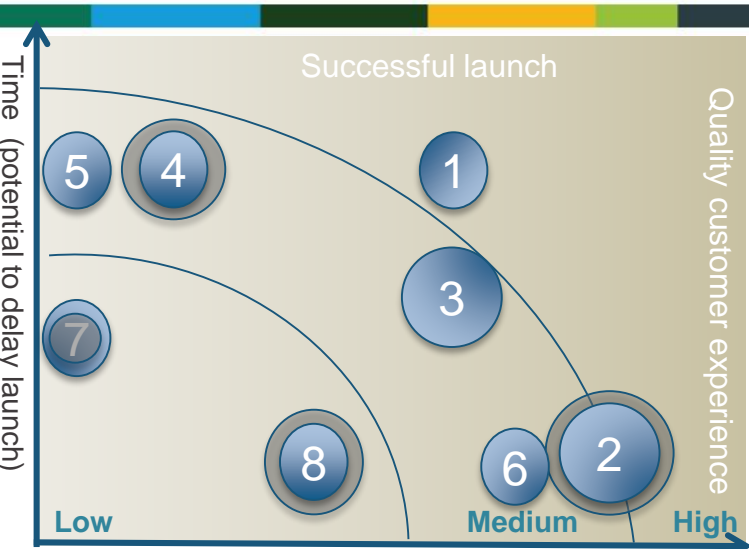 Successful launch
Time (potential to delay launch)
Quality customer experience
5
4
1
3
7
8
6
2
Low
Medium
High